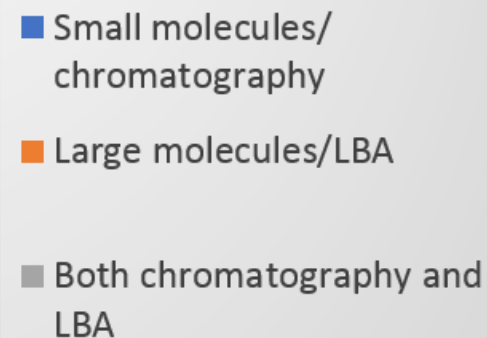 Small molecules/
chromatography
Large molecules/LBA
Both chromatography and
LBA